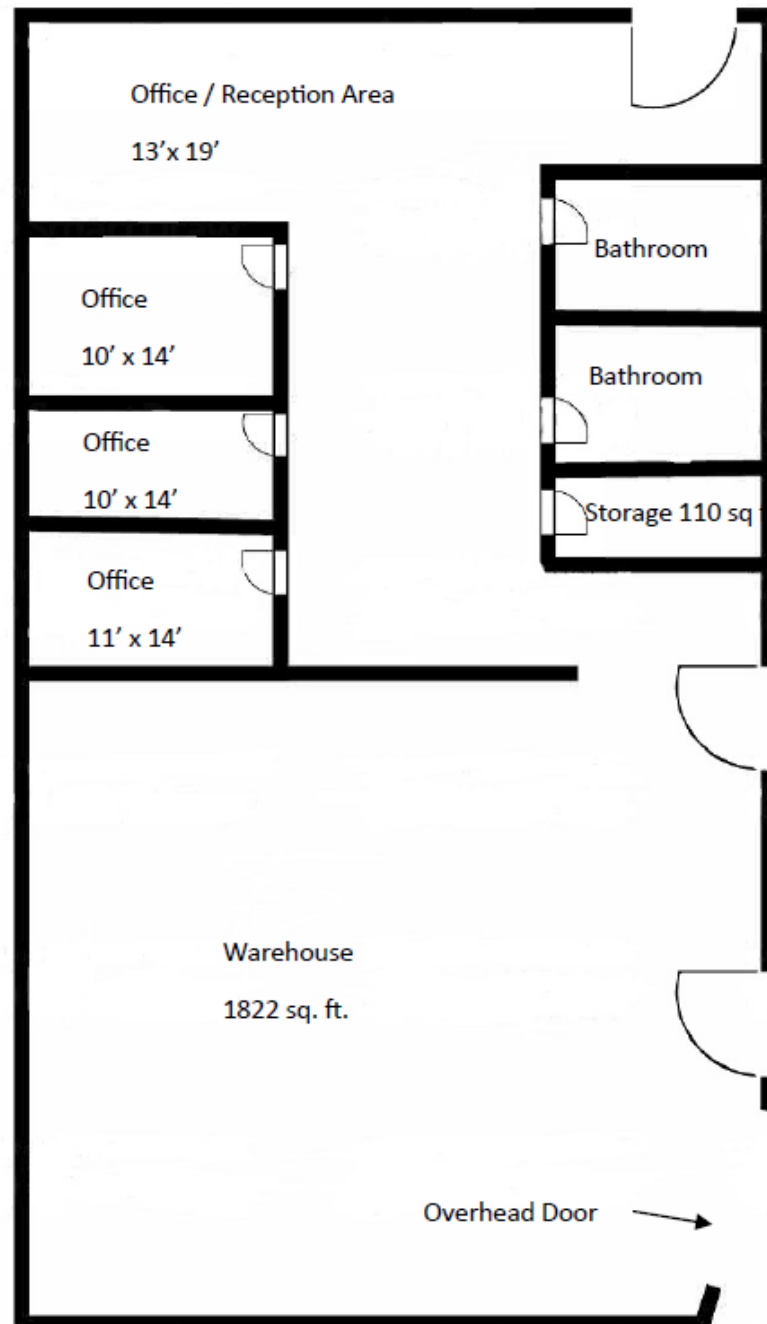 Office / Reception Area
13’x 19’
Bathroom
Office
10’ x 14’
Bathroom
Office
10’ x 14’
Storage 110 sq
Office
11’ x 14’
Warehouse
1822 sq. ft.
Overhead Door